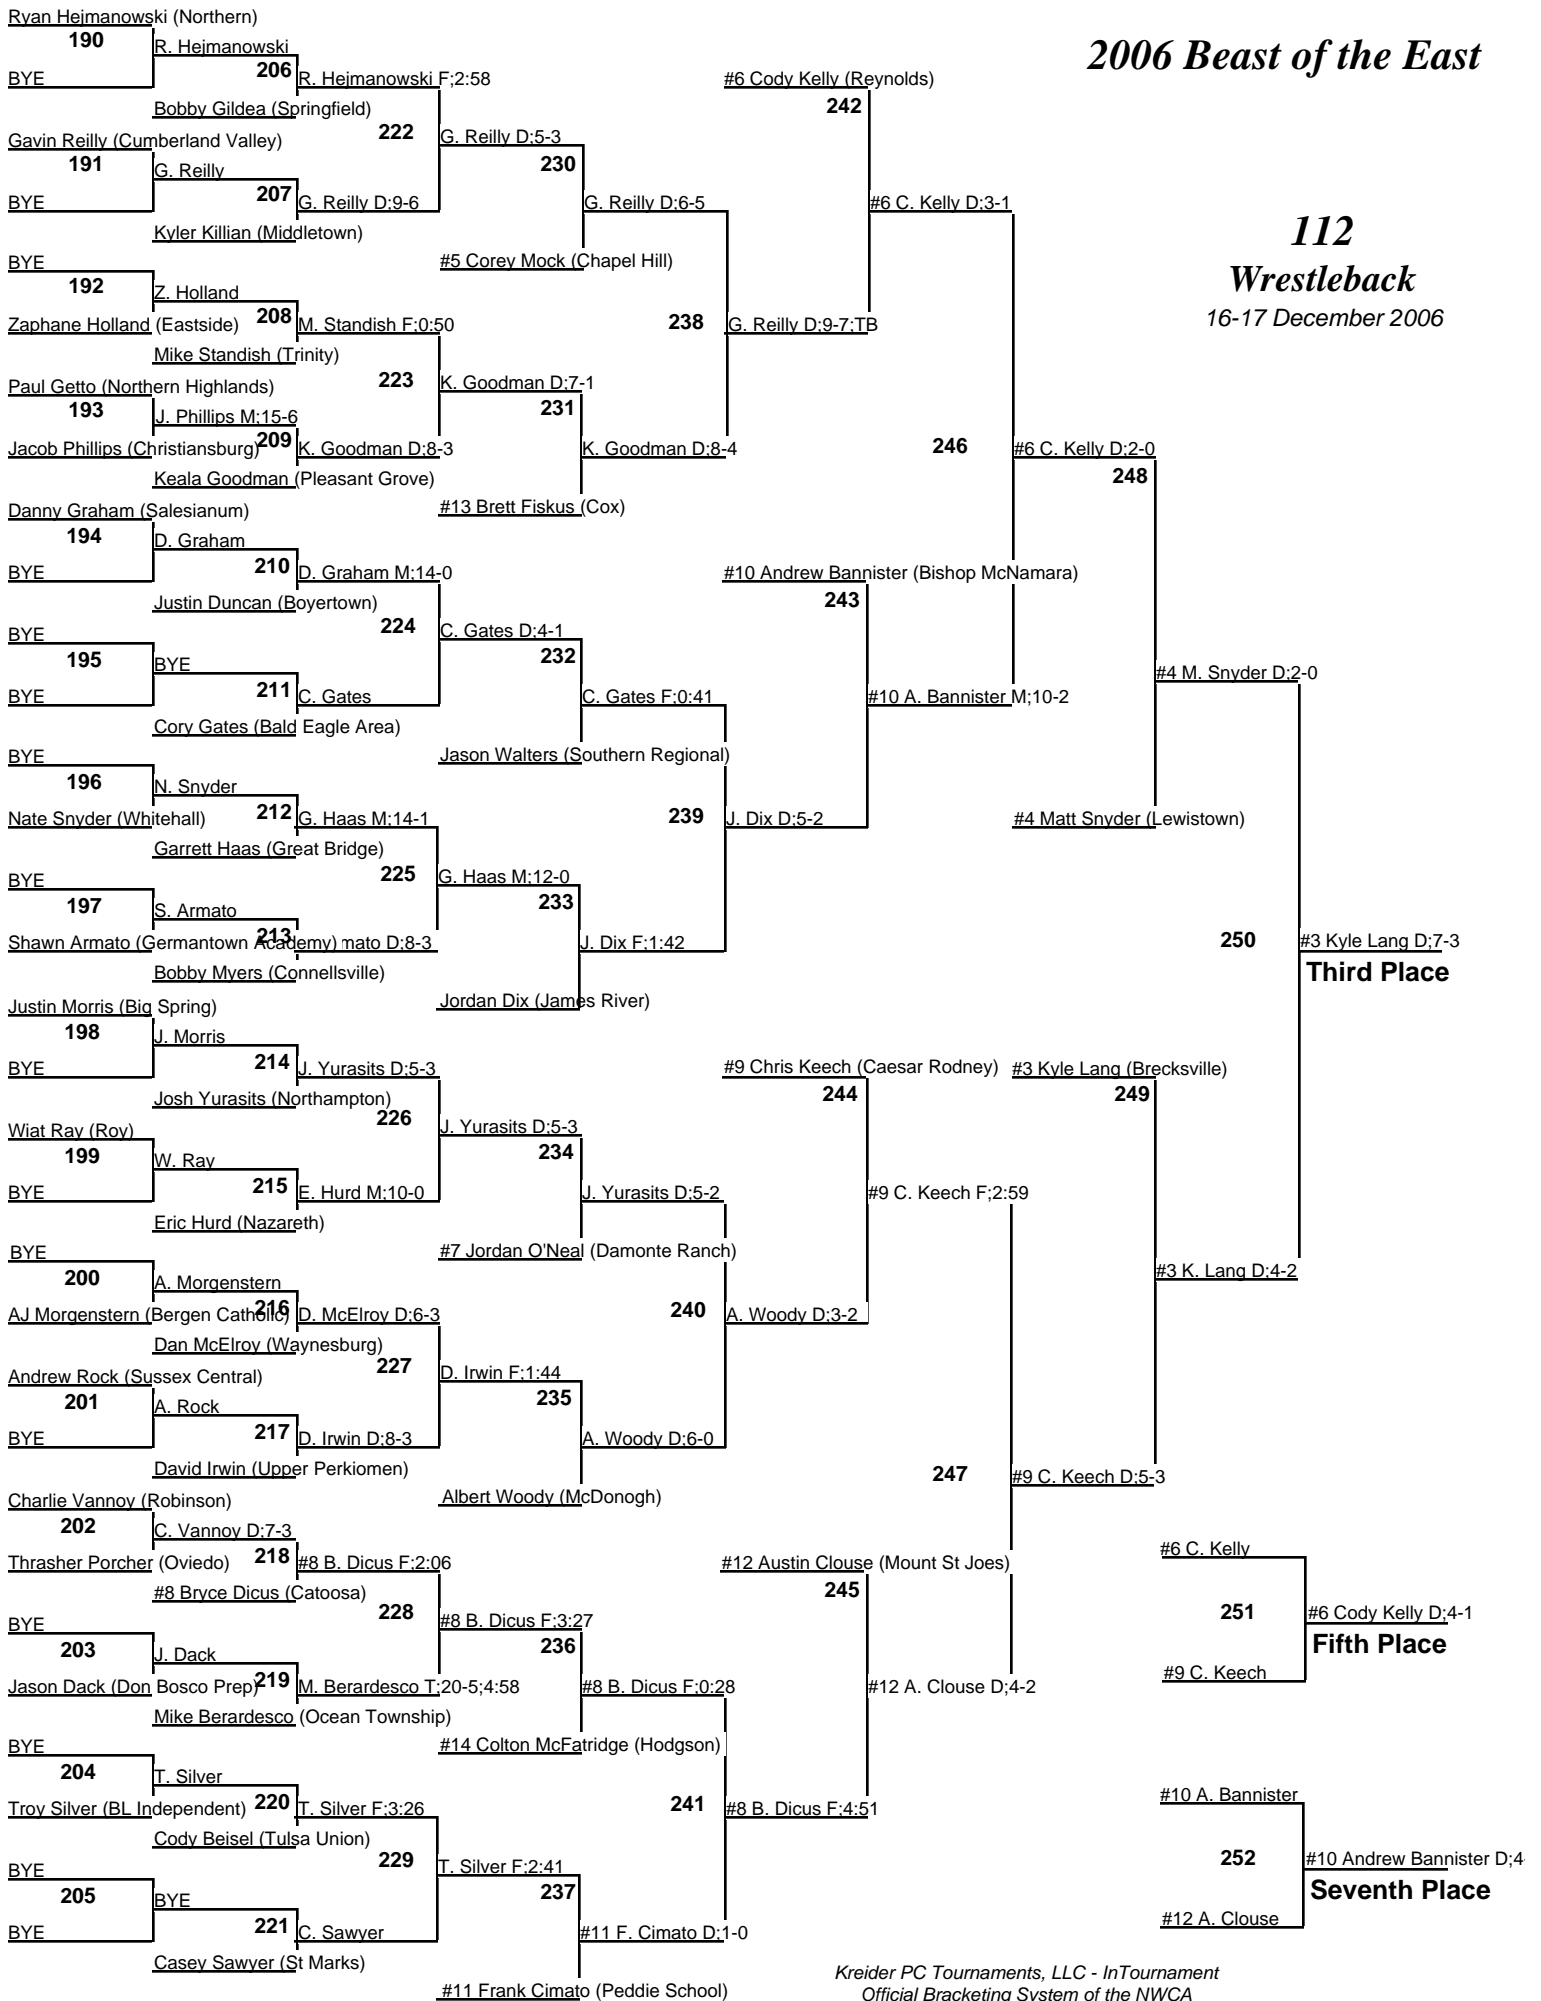 2006 Beast of the East
112
Wrestleback
16-17 December 2006
Ryan Hejmanowski (Northern)
190
BYE
R. Hejmanowski
206
Bobby Gildea (Springfield)
R. Hejmanowski F;2:58
222
Gavin Reilly (Cumberland Valley)
191
BYE
G. Reilly
207
Kyler Killian (Middletown)
G. Reilly D;9-6
G. Reilly D;5-3
230
#5 Corey Mock (Chapel Hill)
G. Reilly D;6-5
BYE
192
Zaphane Holland (Eastside)
Z. Holland
208
Mike Standish (Trinity)
M. Standish F;0:50
223
Paul Getto (Northern Highlands)
193
Jacob Phillips (Christiansburg)
J. Phillips M;15-6
209
Keala Goodman (Pleasant Grove)
K. Goodman D;8-3
K. Goodman D;7-1
231
#13 Brett Fiskus (Cox)
K. Goodman D;8-4
238
G. Reilly D;9-7;TB
#6 Cody Kelly (Reynolds)
242
#6 C. Kelly D;3-1
Danny Graham (Salesianum)
194
BYE
D. Graham
210
Justin Duncan (Boyertown)
D. Graham M;14-0
224
BYE
195
BYE
BYE
211
Cory Gates (Bald Eagle Area)
C. Gates
C. Gates D;4-1
232
Jason Walters (Southern Regional)
C. Gates F;0:41
BYE
196
Nate Snyder (Whitehall)
N. Snyder
212
Garrett Haas (Great Bridge)
G. Haas M;14-1
225
BYE
197
Shawn Armato (Germantown Academy)
S. Armato
213
Bobby Myers (Connellsville)
mato D;8-3
G. Haas M;12-0
233
Jordan Dix (James River)
J. Dix F;1:42
239
J. Dix D;5-2
#10 Andrew Bannister (Bishop McNamara)
243
#10 A. Bannister M;10-2
246
#6 C. Kelly D;2-0
248
#4 Matt Snyder (Lewistown)
#4 M. Snyder D;2-0
Justin Morris (Big Spring)
198
BYE
J. Morris
214
Josh Yurasits (Northampton)
J. Yurasits D;5-3
226
Wiat Ray (Roy)
199
BYE
W. Ray
215
Eric Hurd (Nazareth)
E. Hurd M;10-0
J. Yurasits D;5-3
234
#7 Jordan O'Neal (Damonte Ranch)
J. Yurasits D;5-2
BYE
200
AJ Morgenstern (Bergen Catholic)
A. Morgenstern
216
Dan McElroy (Waynesburg)
D. McElroy D;6-3
227
Andrew Rock (Sussex Central)
201
BYE
A. Rock
217
David Irwin (Upper Perkiomen)
D. Irwin D;8-3
D. Irwin F;1:44
235
Albert Woody (McDonogh)
A. Woody D;6-0
240
A. Woody D;3-2
#9 Chris Keech (Caesar Rodney)
244
#9 C. Keech F;2:59
Charlie Vannoy (Robinson)
202
Thrasher Porcher (Oviedo)
C. Vannoy D;7-3
218
#8 Bryce Dicus (Catoosa)
#8 B. Dicus F;2:06
228
BYE
203
Jason Dack (Don Bosco Prep)
J. Dack
219
Mike Berardesco (Ocean Township)
M. Berardesco T;20-5;4:58
#8 B. Dicus F;3:27
236
#14 Colton McFatridge (Hodgson)
#8 B. Dicus F;0:28
BYE
204
Troy Silver (BL Independent)
T. Silver
220
Cody Beisel (Tulsa Union)
T. Silver F;3:26
229
BYE
205
BYE
BYE
221
Casey Sawyer (St Marks)
C. Sawyer
T. Silver F;2:41
237
#11 Frank Cimato (Peddie School)
#11 F. Cimato D;1-0
241
#8 B. Dicus F;4:51
#12 Austin Clouse (Mount St Joes)
245
#12 A. Clouse D;4-2
247
#9 C. Keech D;5-3
#3 Kyle Lang (Brecksville)
249
#3 K. Lang D;4-2
250
#3 Kyle Lang D;7-3
Third Place
#6 C. Kelly
251
#9 C. Keech
#6 Cody Kelly D;4-1
Fifth Place
#10 A. Bannister
252
#12 A. Clouse
#10 Andrew Bannister D;4
Seventh Place
Kreider PC Tournaments, LLC - InTournament
Official Bracketing System of the NWCA